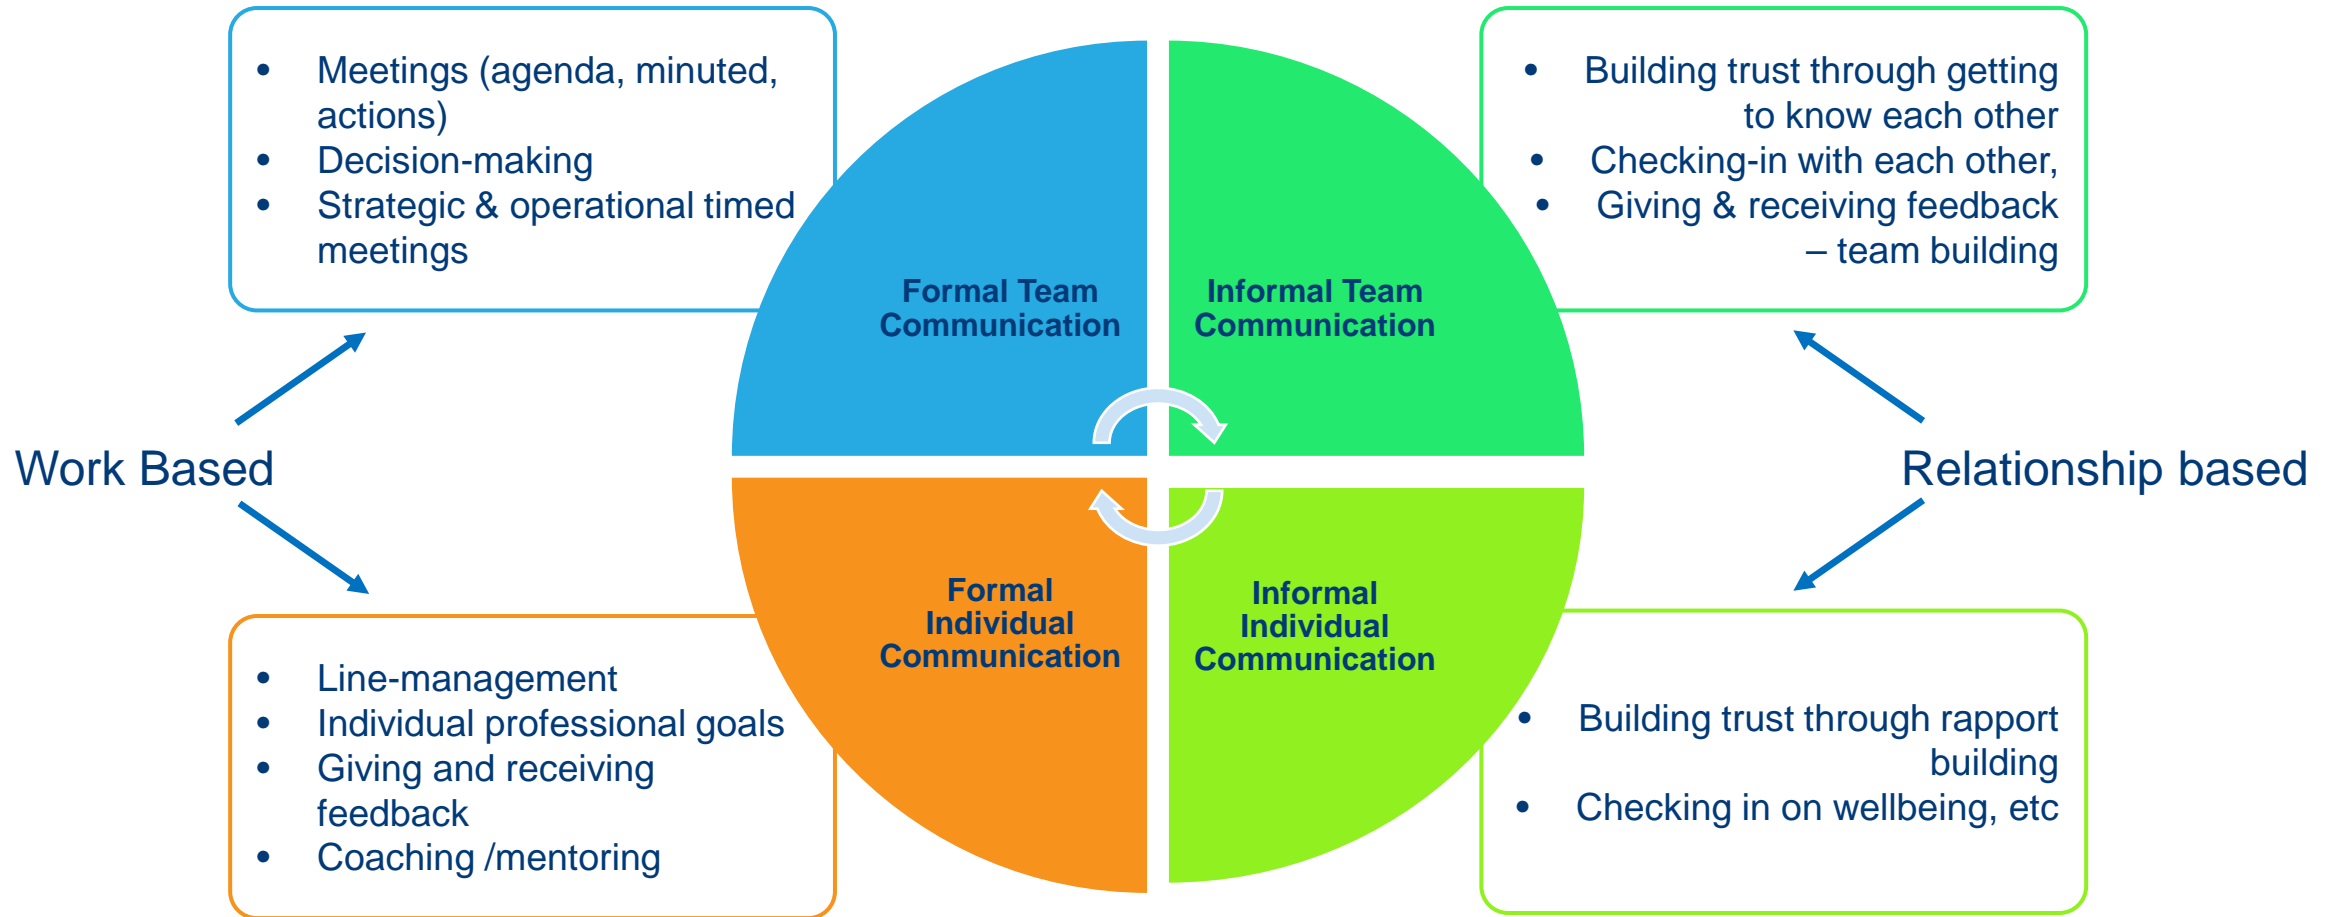 • Meetings (agenda, minuted,
actions)
• Decision-making
• Strategic & operational timed
meetings
• Building trust through getting
to know each other
• Checking-in with each other,
• Giving & receiving feedback
– team building
Formal Team
Communication
Informal Team
Communication
Work Based
Relationship based
Formal
Individual
Communication
Informal
Individual
Communication
• Line-management
• Individual professional goals
• Giving and receiving
feedback
• Coaching /mentoring
• Building trust through rapport
building
• Checking in on wellbeing, etc